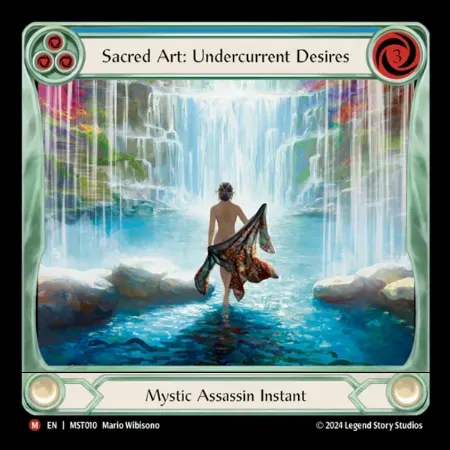 Sacred Art: Undercurrent Desires
3
Mystic Assassin Instant
M EN | MST010 Mario Wibisono
© 2024 Legend Story Studios